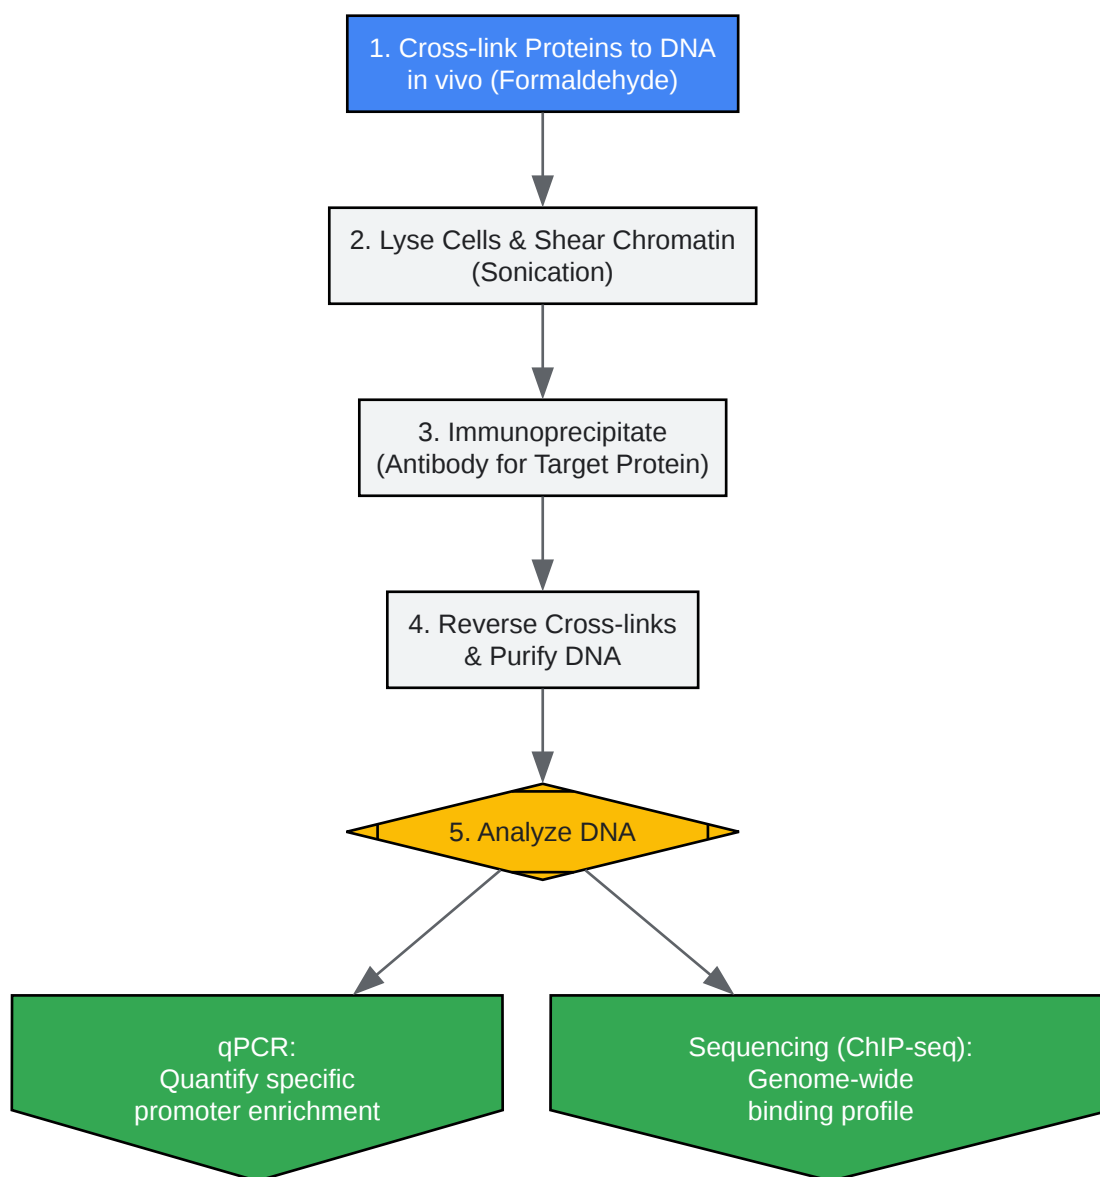 1. Cross-link Proteins to DNA
in vivo (Formaldehyde)
2. Lyse Cells & Shear Chromatin
(Sonication)
3. Immunoprecipitate
(Antibody for Target Protein)
4. Reverse Cross-links
& Purify DNA
5. Analyze DNA
qPCR:
Quantify specific
promoter enrichment
Sequencing (ChIP-seq):
Genome-wide
binding profile